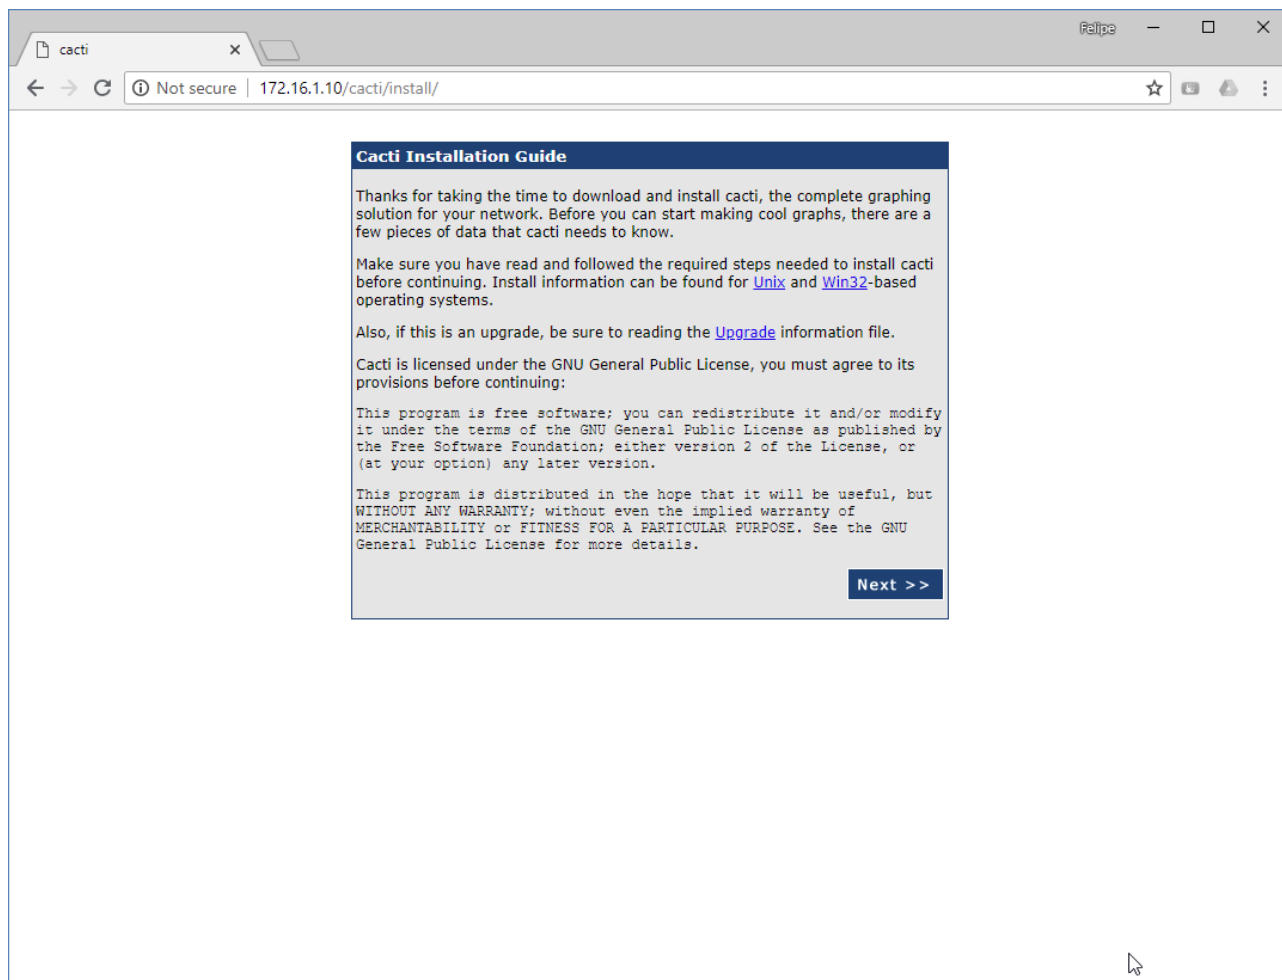 Felipe
cacti
Not secure | 172.16.1.10/cacti/install/
Cacti Installation Guide
Thanks for taking the time to download and install cacti, the complete graphing
solution for your network. Before you can start making cool graphs, there are a
few pieces of data that cacti needs to know.
Make sure you have read and followed the required steps needed to install cacti
before continuing. Install information can be found for Unix and Win32-based
operating systems.
Also, if this is an upgrade, be sure to reading the Upgrade information file.
Cacti is licensed under the GNU General Public License, you must agree to its
provisions before continuing:
This program is free software; you can redistribute it and/or modify
it under the terms of the GNU General Public License as published by
the Free Software Foundation; either version 2 of the License, or
(at your option) any later version.
This program is distributed in the hope that it will be useful, but
WITHOUT ANY WARRANTY; without even the implied warranty of
MERCHANTABILITY or FITNESS FOR A PARTICULAR PURPOSE. See the GNU
General Public License for more details.
Next >>